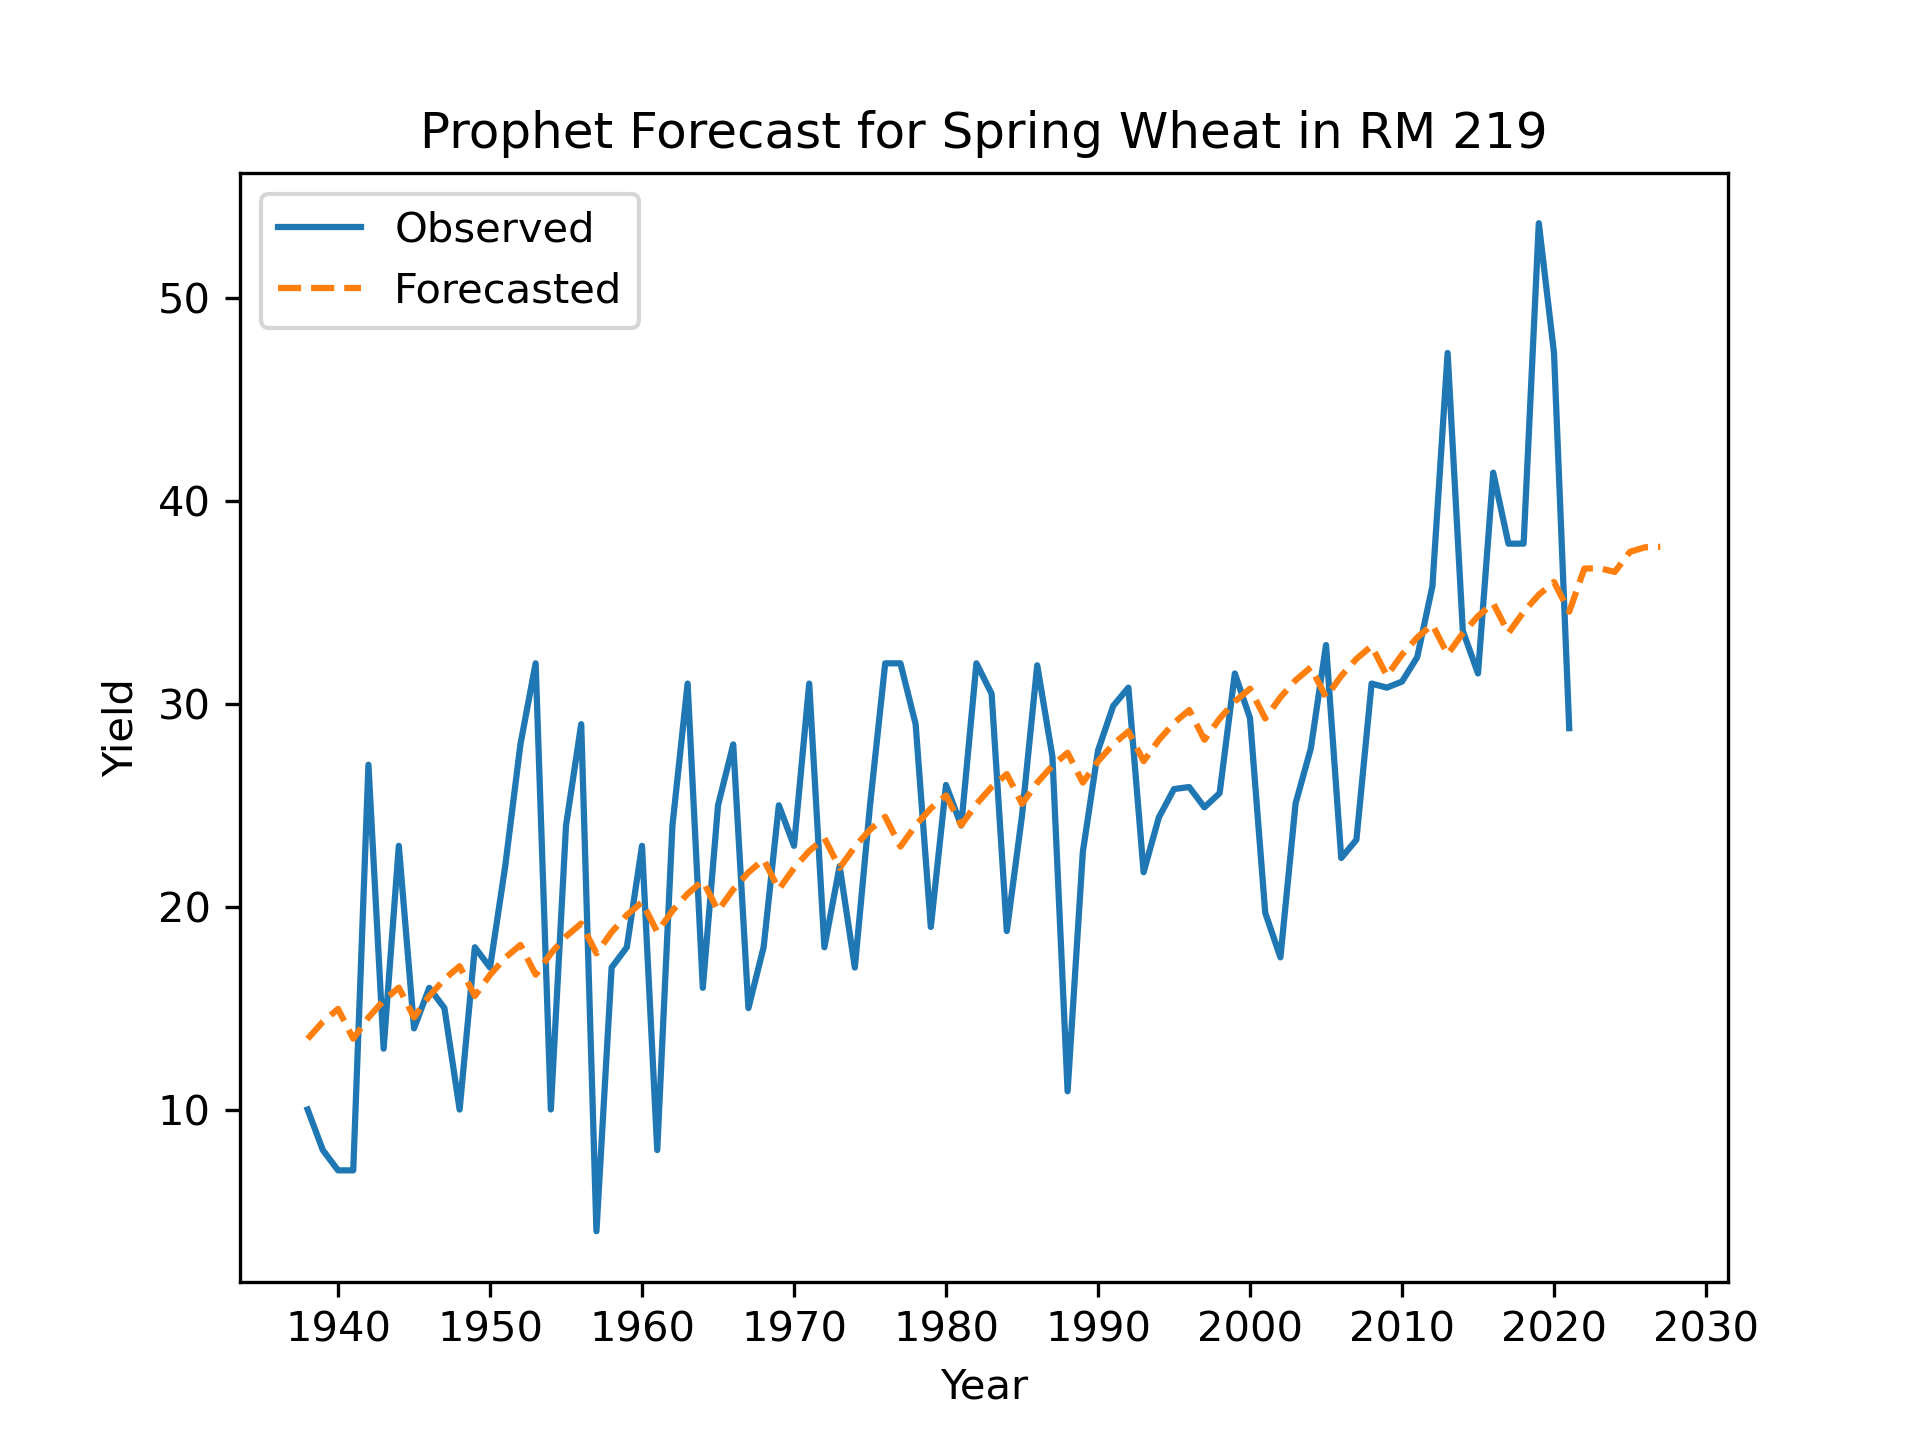 Prophet Forecast for Spring Wheat in RM 219
Observed
Forecasted
50
40
30
20
10
Yield
1940 1950 1960 1970 1980 1990 2000 2010 2020 2030
Year